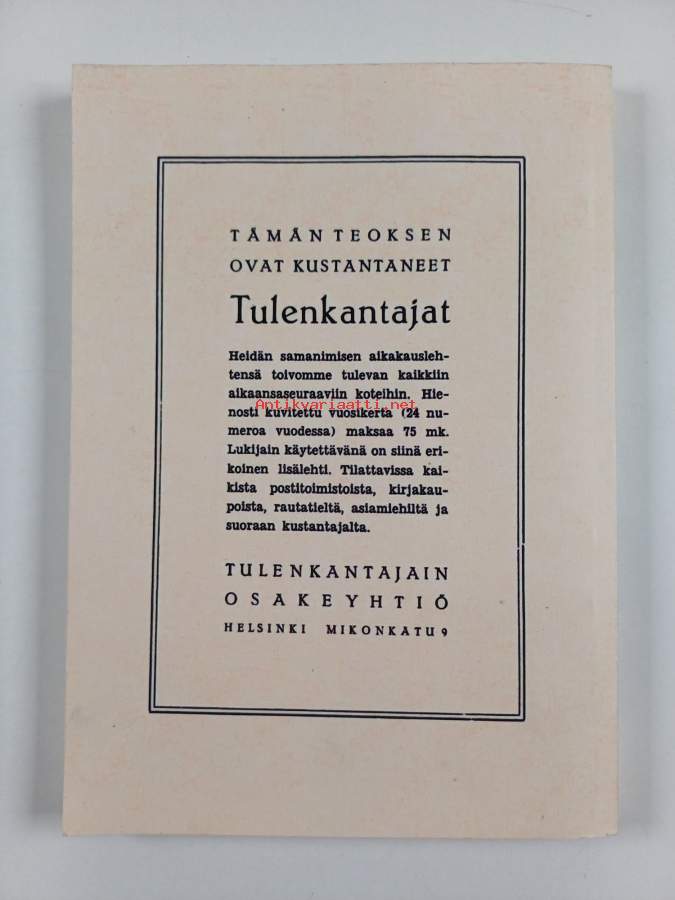 TÄMÄN TEOKSEN
OVAT KUSTANTANEET
Tulenkantajat
Heidän samanimisen aikakausleh-
tensä toivomme tulevan kaikkiin
aikaansaseuraaviin koteihin. Hie-
Antikvariaatti.net
nosti kuvitettu vuosikerta (24 nu-
meroa vuodessa) maksaa 75 mk.
Lukijain käytettävänä on siinä eri-
koinen lisälehti. Tilattavissa kai-
kista postitoimistoista, kirjakau-
poista, rautatieltä, asiamiehiltä ja
suoraan kustantajalta.
TULENKANTAJAIN
OSAKEYHTIÖ
HELSINKI MIKONKATU 9